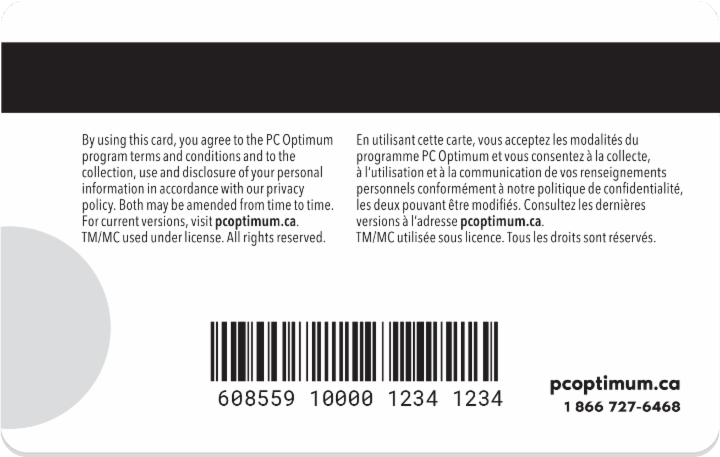 By using this card, you agree to the PC Optimum
program terms and conditions and to the
collection, use and disclosure of your personal
information in accordance with our privacy
policy. Both may be amended from time to time.
For current versions, visit pcoptimum.ca.
TM/MC used under license. All rights reserved.
En utilisant cette carte, vous acceptez les modalités du
programme PC Optimum et vous consentez à la collecte,
à l'utilisation et à la communication de vos renseignements
personnels conformément à notre politique de confidentialité,
les deux pouvant être modifiés. Consultez les dernières
versions à l'adresse pcoptimum.ca.
TM/MC utilisée sous licence. Tous les droits sont réservés.
608559 10000 1234 1234
pcoptimum.ca
1 866 727-6468